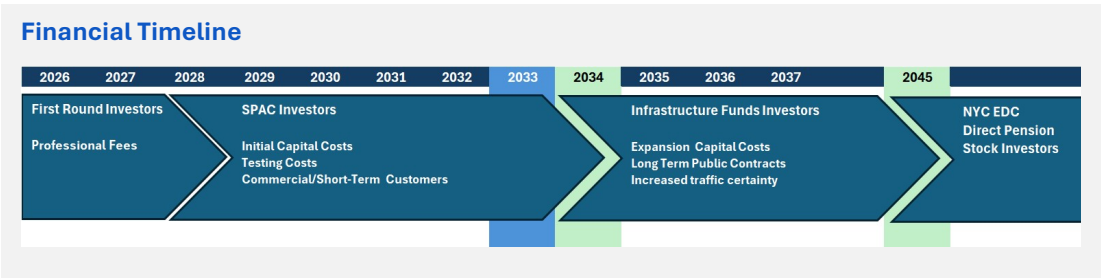 Financial Timeline
2026 2027 2028 2029 2030 2031 2032 2033 2034 2035 2036 2037 2045
First Round Investors
Professional Fees
SPAC Investors
Initial Capital Costs
Testing Costs
Commercial/Short-Term Customers
Infrastructure Funds Investors
Expansion Capital Costs
Long Term Public Contracts
Increased traffic certainty
NYC EDC
Direct Pension
Stock Investors